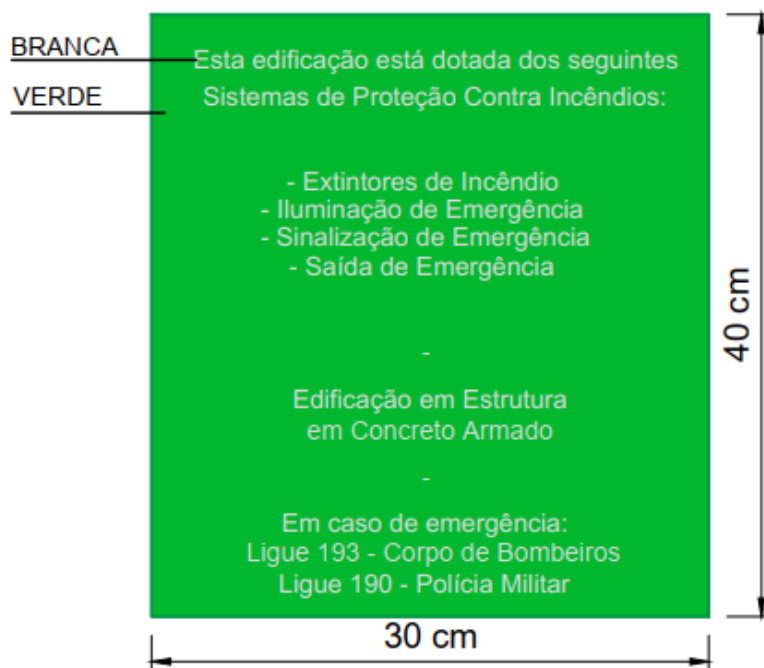 BRANCA
VERDE
Esta edificação está dotada dos seguintes
Sistemas de Proteção Contra Incêndios:
- Extintores de Incêndio
- Iluminação de Emergência
- Sinalização de Emergência
- Saída de Emergência
-
Edificação em Estrutura
em Concreto Armado
-
Em caso de emergência:
Ligue 193 - Corpo de Bombeiros
Ligue 190 - Polícia Militar
40 cm
30 cm